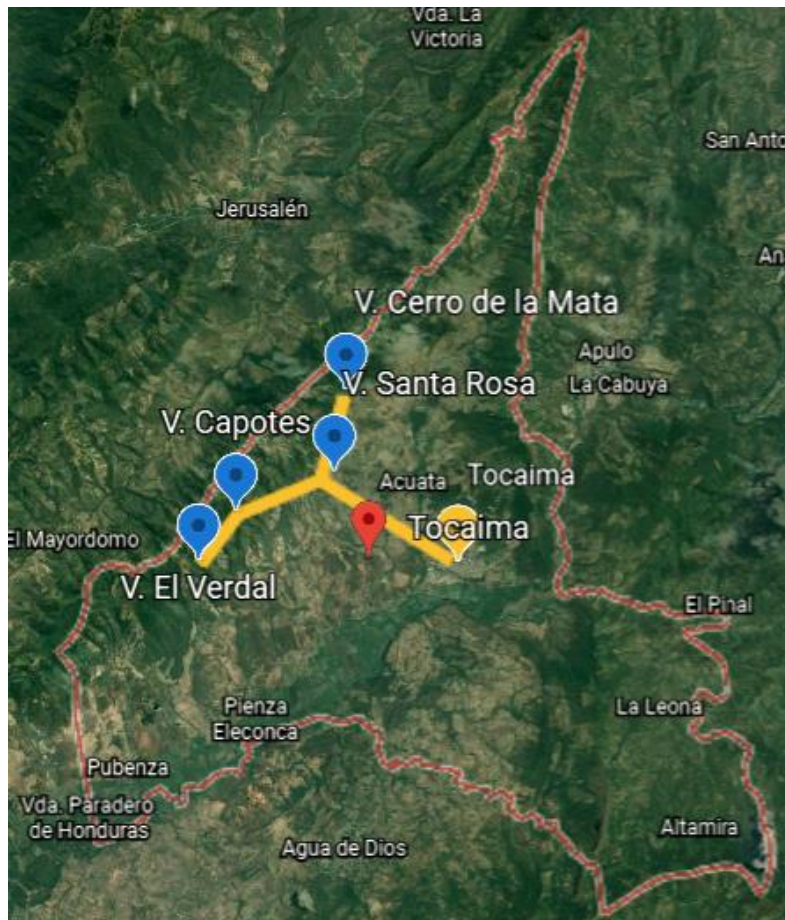 Vda. La
Victoria
San Anto
Jerusalén
An
V. Cerro de la Mata
Apulo
V. Santa Rosa
La Cabuya
V. Capotes
Acuata
Tocaima
Tocaima
El Mayordomo
V. El Verdal
El Pinal
Pienza
Eleconca
La Leona
Pubenza
Vda. Paradero
de Honduras
Altamira
Agua de Dios